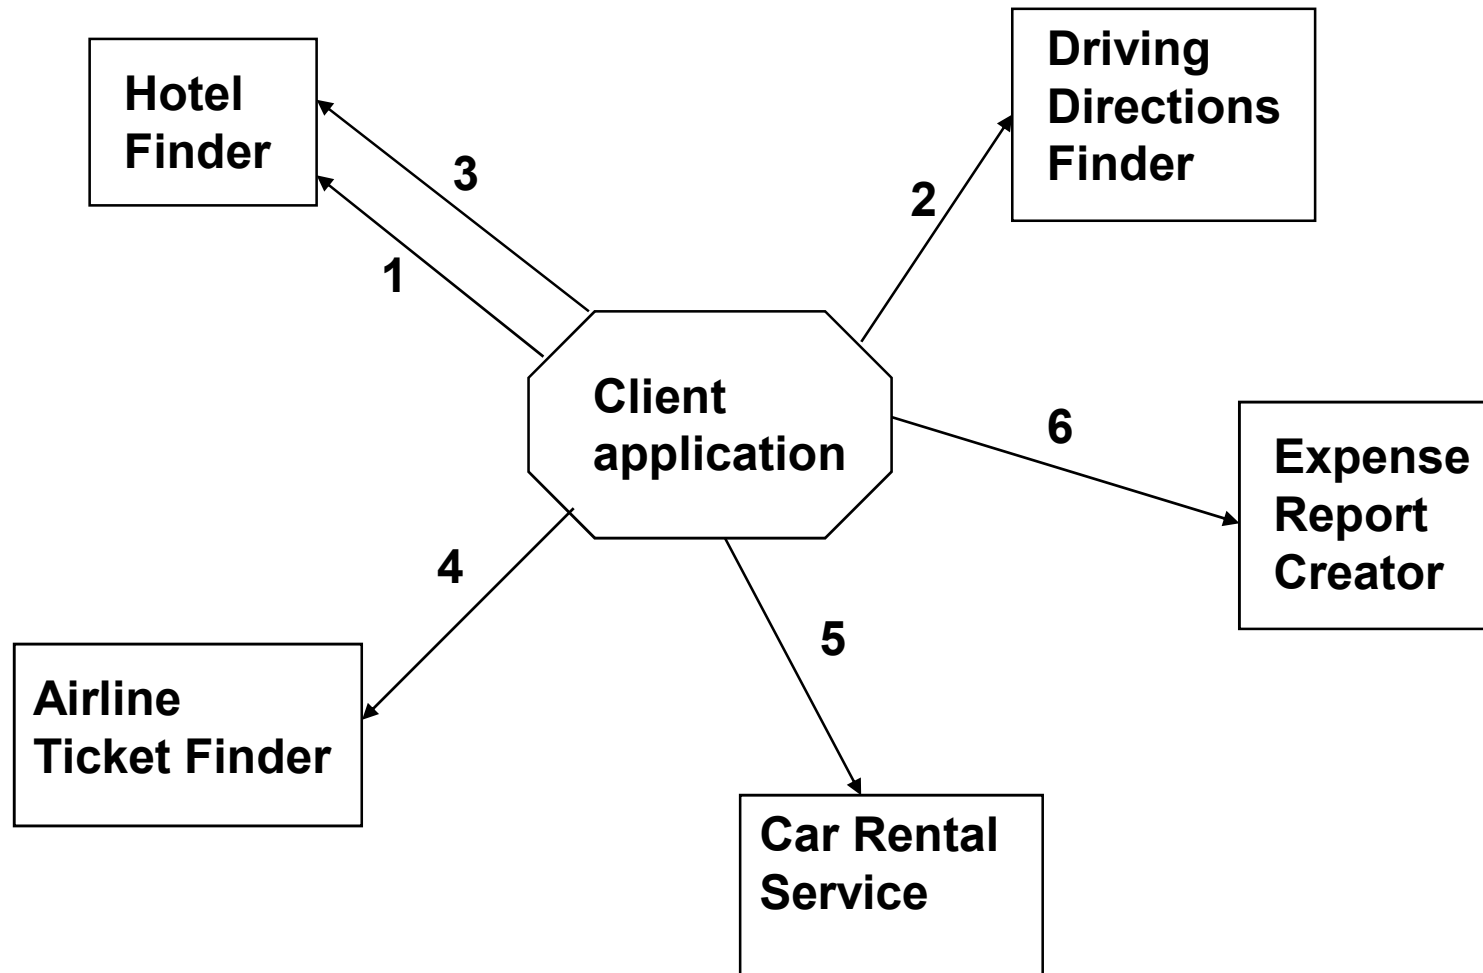 Hotel
Finder
Driving
Directions
Finder
3
2
1
Client
application
6
Expense
Report
Creator
4
5
Airline
Ticket Finder
Car Rental
Service